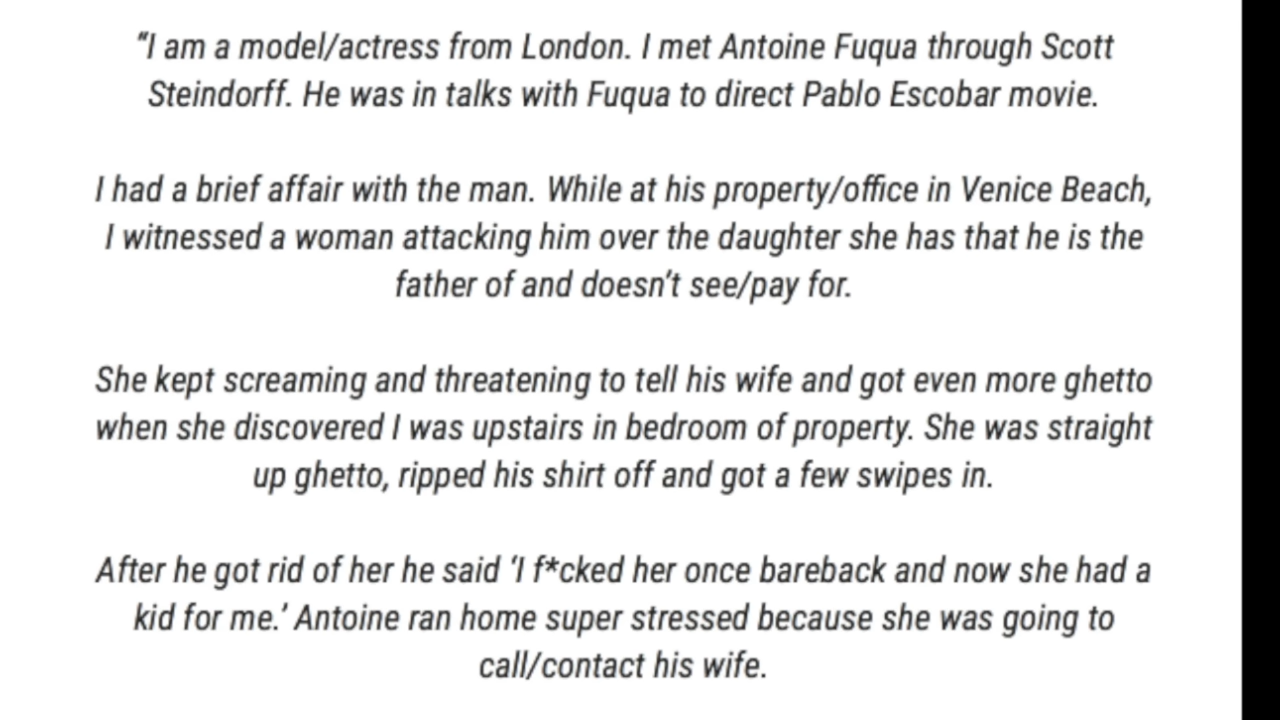 “I am a model/actress from London. I met Antoine Fuqua through Scott
Steindorff. He was in talks with Fuqua to direct Pablo Escobar movie.
I had a brief affair with the man. While at his property/office in Venice Beach,
I witnessed a woman attacking him over the daughter she has that he is the
father of and doesn’t see/pay for.
She kept screaming and threatening to tell his wife and got even more ghetto
when she discovered I was upstairs in bedroom of property. She was straight
up ghetto, ripped his shirt off and got a few swipes in.
After he got rid of her he said ‘I f*cked her once bareback and now she had a
kid for me.’ Antoine ran home super stressed because she was going to
call/contact his wife.